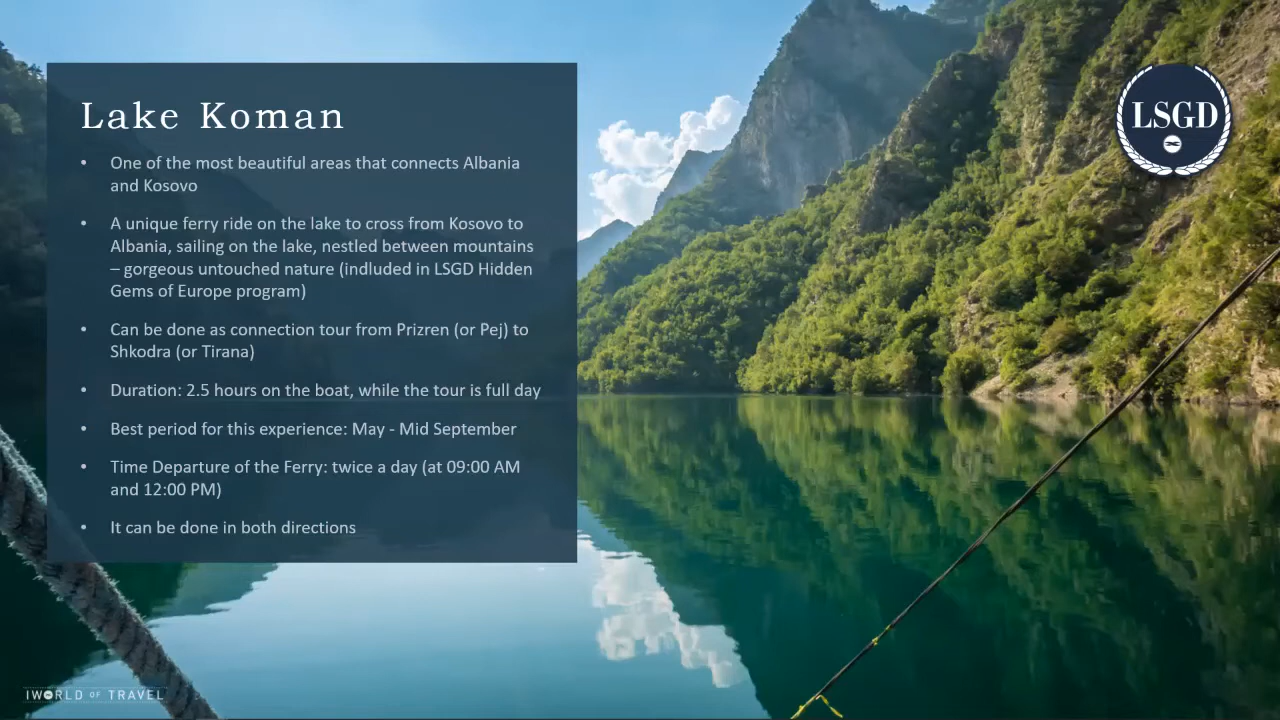 Lake Koman
• One of the most beautiful areas that connects Albania
and Kosovo
• A unique ferry ride on the lake to cross from Kosovo to
Albania, sailing on the lake, nestled between mountains
– gorgeous untouched nature (indluded in LSGD Hidden
Gems of Europe program)
• Can be done as connection tour from Prizren (or Pej) to
Shkodra (or Tirana)
• Duration: 2.5 hours on the boat, while the tour is full day
• Best period for this experience: May - Mid September
• Time Departure of the Ferry: twice a day (at 09:00 AM
and 12:00 PM)
• It can be done in both directions
LSGD
IWORLD OF TRAVEL